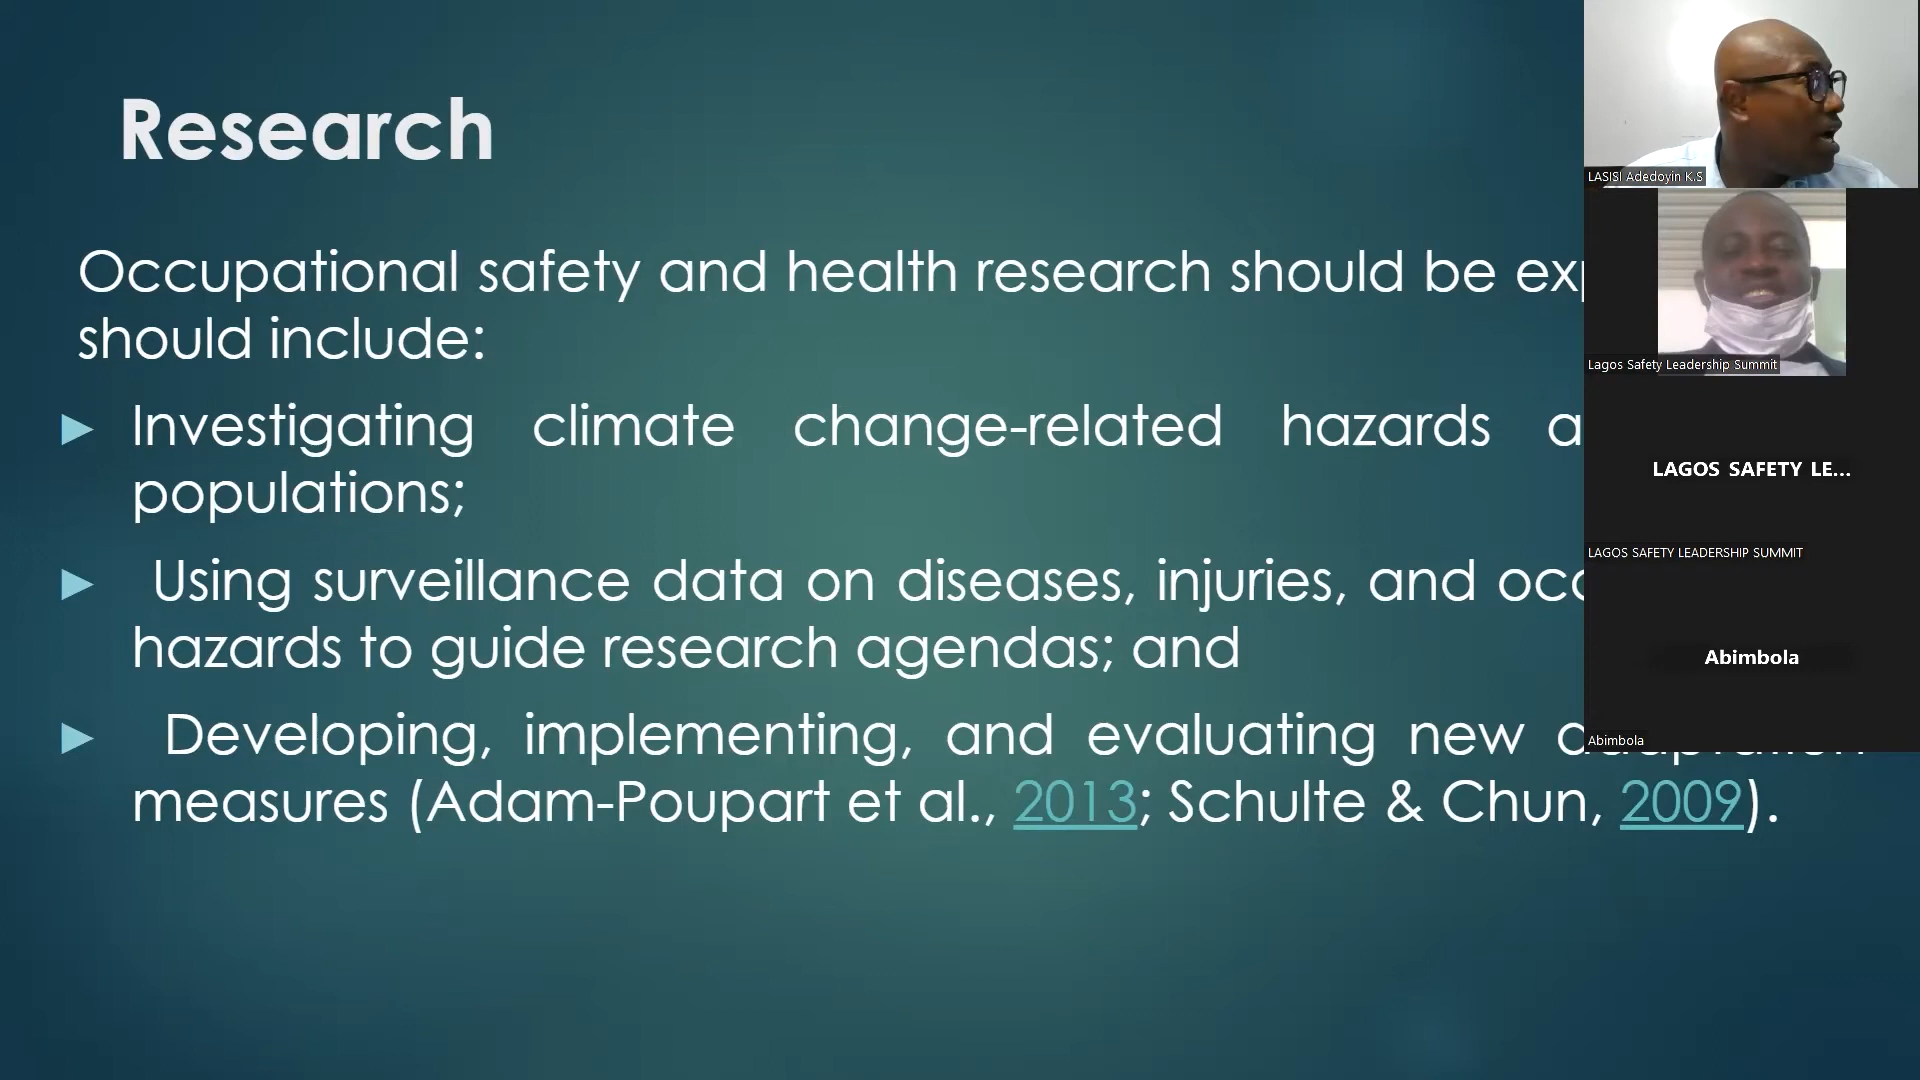 Research
Occupational safety and health research should be
should include:
Investigating climate change-related hazards
populations;
Using surveillance data on diseases, injuries, and
hazards to guide research agendas; and
Developing, implementing, and evaluating new
measures (Adam-Poupart et al., 2013; Schulte & Chun, 2009).
LASISI Adedoyin K.S
Lagos Safety Leadership Summit
LAGOS SAFETY LE...
LAGOS SAFETY LEADERSHIP SUMMIT
Abimbola
Abimbola